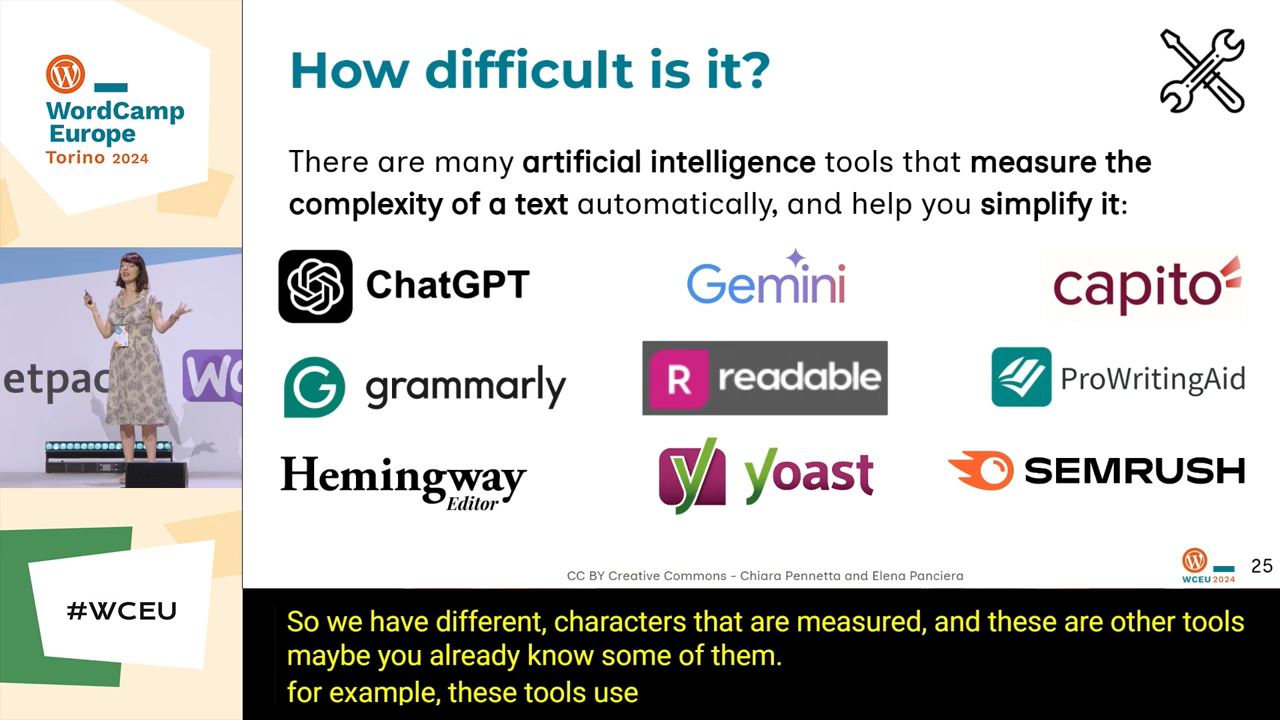 WordCamp
Europe
Torino 2024
etpac
WO
#WCEU
How difficult is it?
There are many artificial intelligence tools that measure the
complexity of a text automatically, and help you simplify it:
ChatGPT
Gemini
capito
grammarly
R readable
ProWritingAid
Hemingway
Editor
yoast
SEMRUSH
CC BY Creative Commons - Chiara Pennetta and Elena Panciera
WCEU 2024
25
So we have different, characters that are measured, and these are other tools
maybe you already know some of them.
for example, these tools use